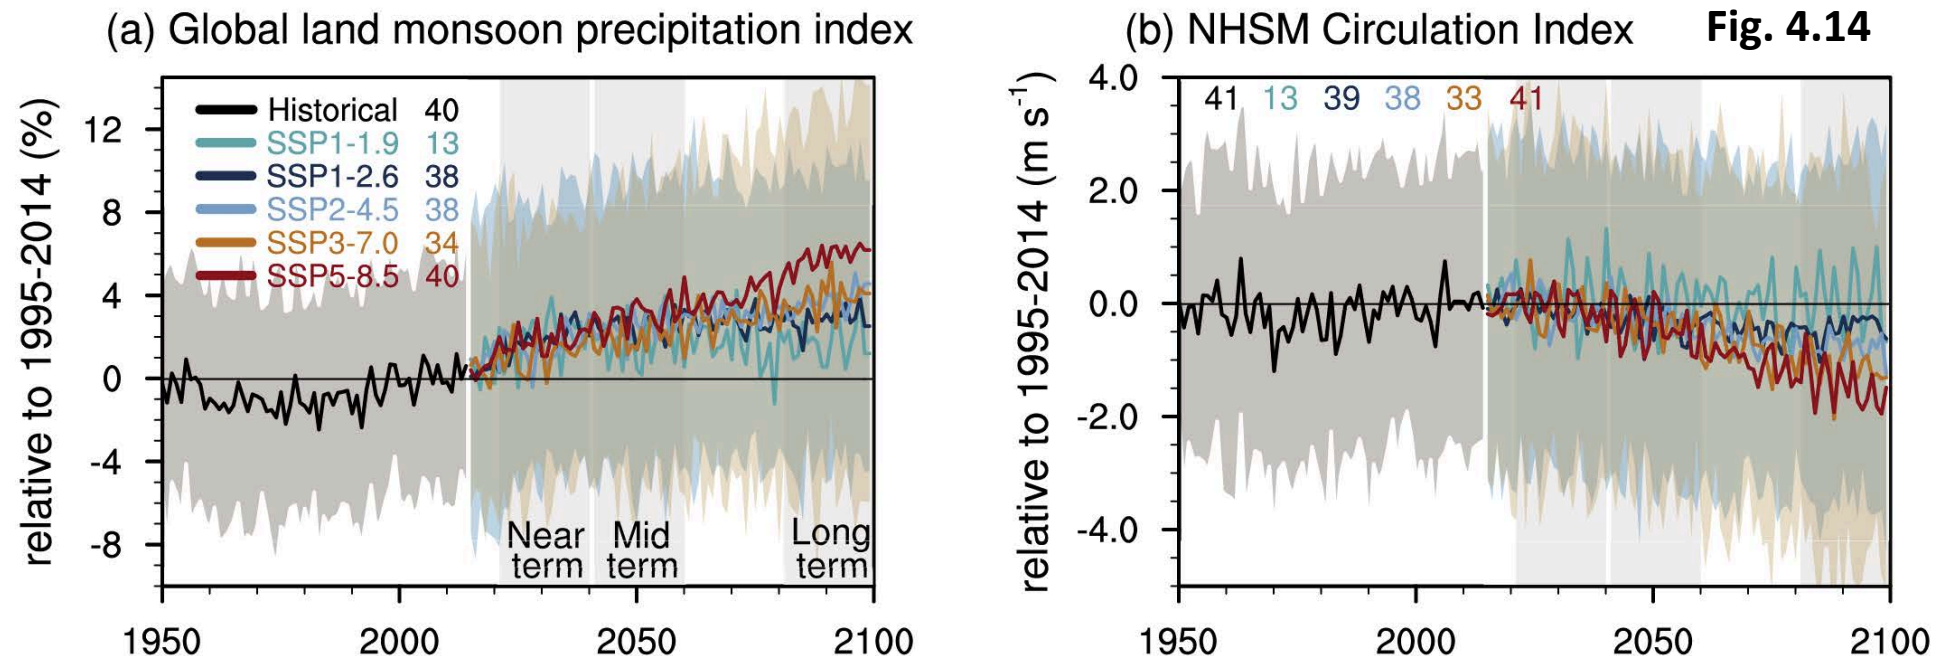 (a) Global land monsoon precipitation index
(b) NHSM Circulation Index
Fig. 4.14
relative to 1995-2014 (%)
12
8
4
0
-4
-8
Historical 40
SSP1-1.9 13
SSP1-2.6 38
SSP2-4.5 38
SSP3-7.0 34
SSP5-8.5 40
Near term
Mid term
Long term
1950 2000 2050 2100
relative to 1995-2014 (m s-1)
4.0
2.0
0.0
-2.0
-4.0
41 13 39 38 33 41
1950 2000 2050 2100